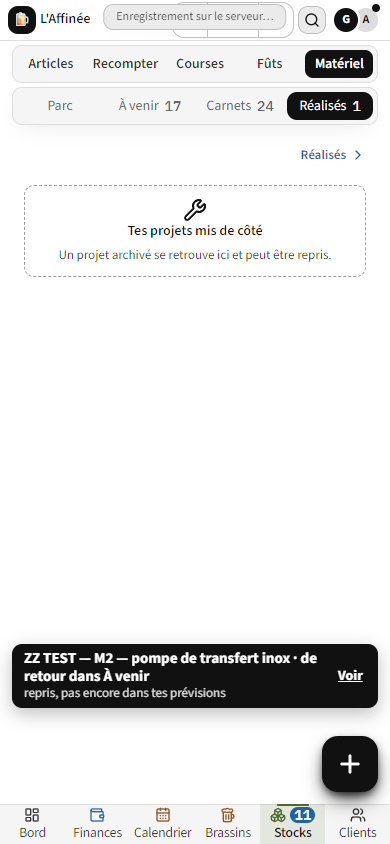 L'Affinée
Enregistrement sur le serveur…
G A
Articles Recompter Courses Fûts Matériel
Parc À venir 17 Carnets 24 Réalisés 1
Réalisés
Tes projets mis de côté
Un projet archivé se retrouve ici et peut être repris.
ZZ TEST — M2 — pompe de transfert inox · de
retour dans À venir
Voir
repris, pas encore dans tes prévisions
11
Bord Finances Calendrier Brassins Stocks Clients